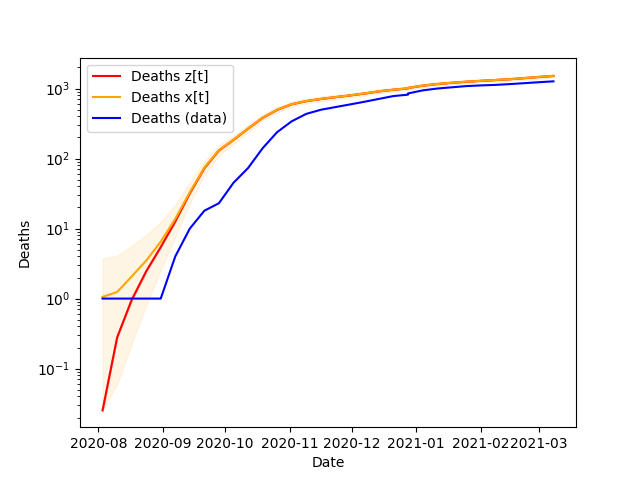 Deaths z[t]
Deaths x[t]
Deaths (data)
10³
10²
10¹
10⁰
10⁻¹
Deaths
2020-08 2020-09 2020-10 2020-11 2020-12 2021-01 2021-02 2021-03
Date